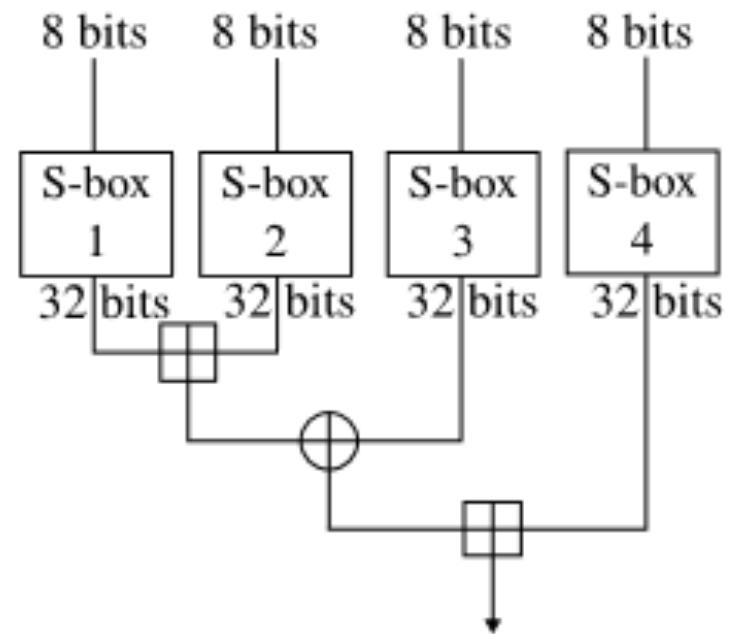 8 bits 8 bits 8 bits 8 bits
S-box S-box S-box S-box
1 2 3 4
32 bits 32 bits 32 bits 32 bits